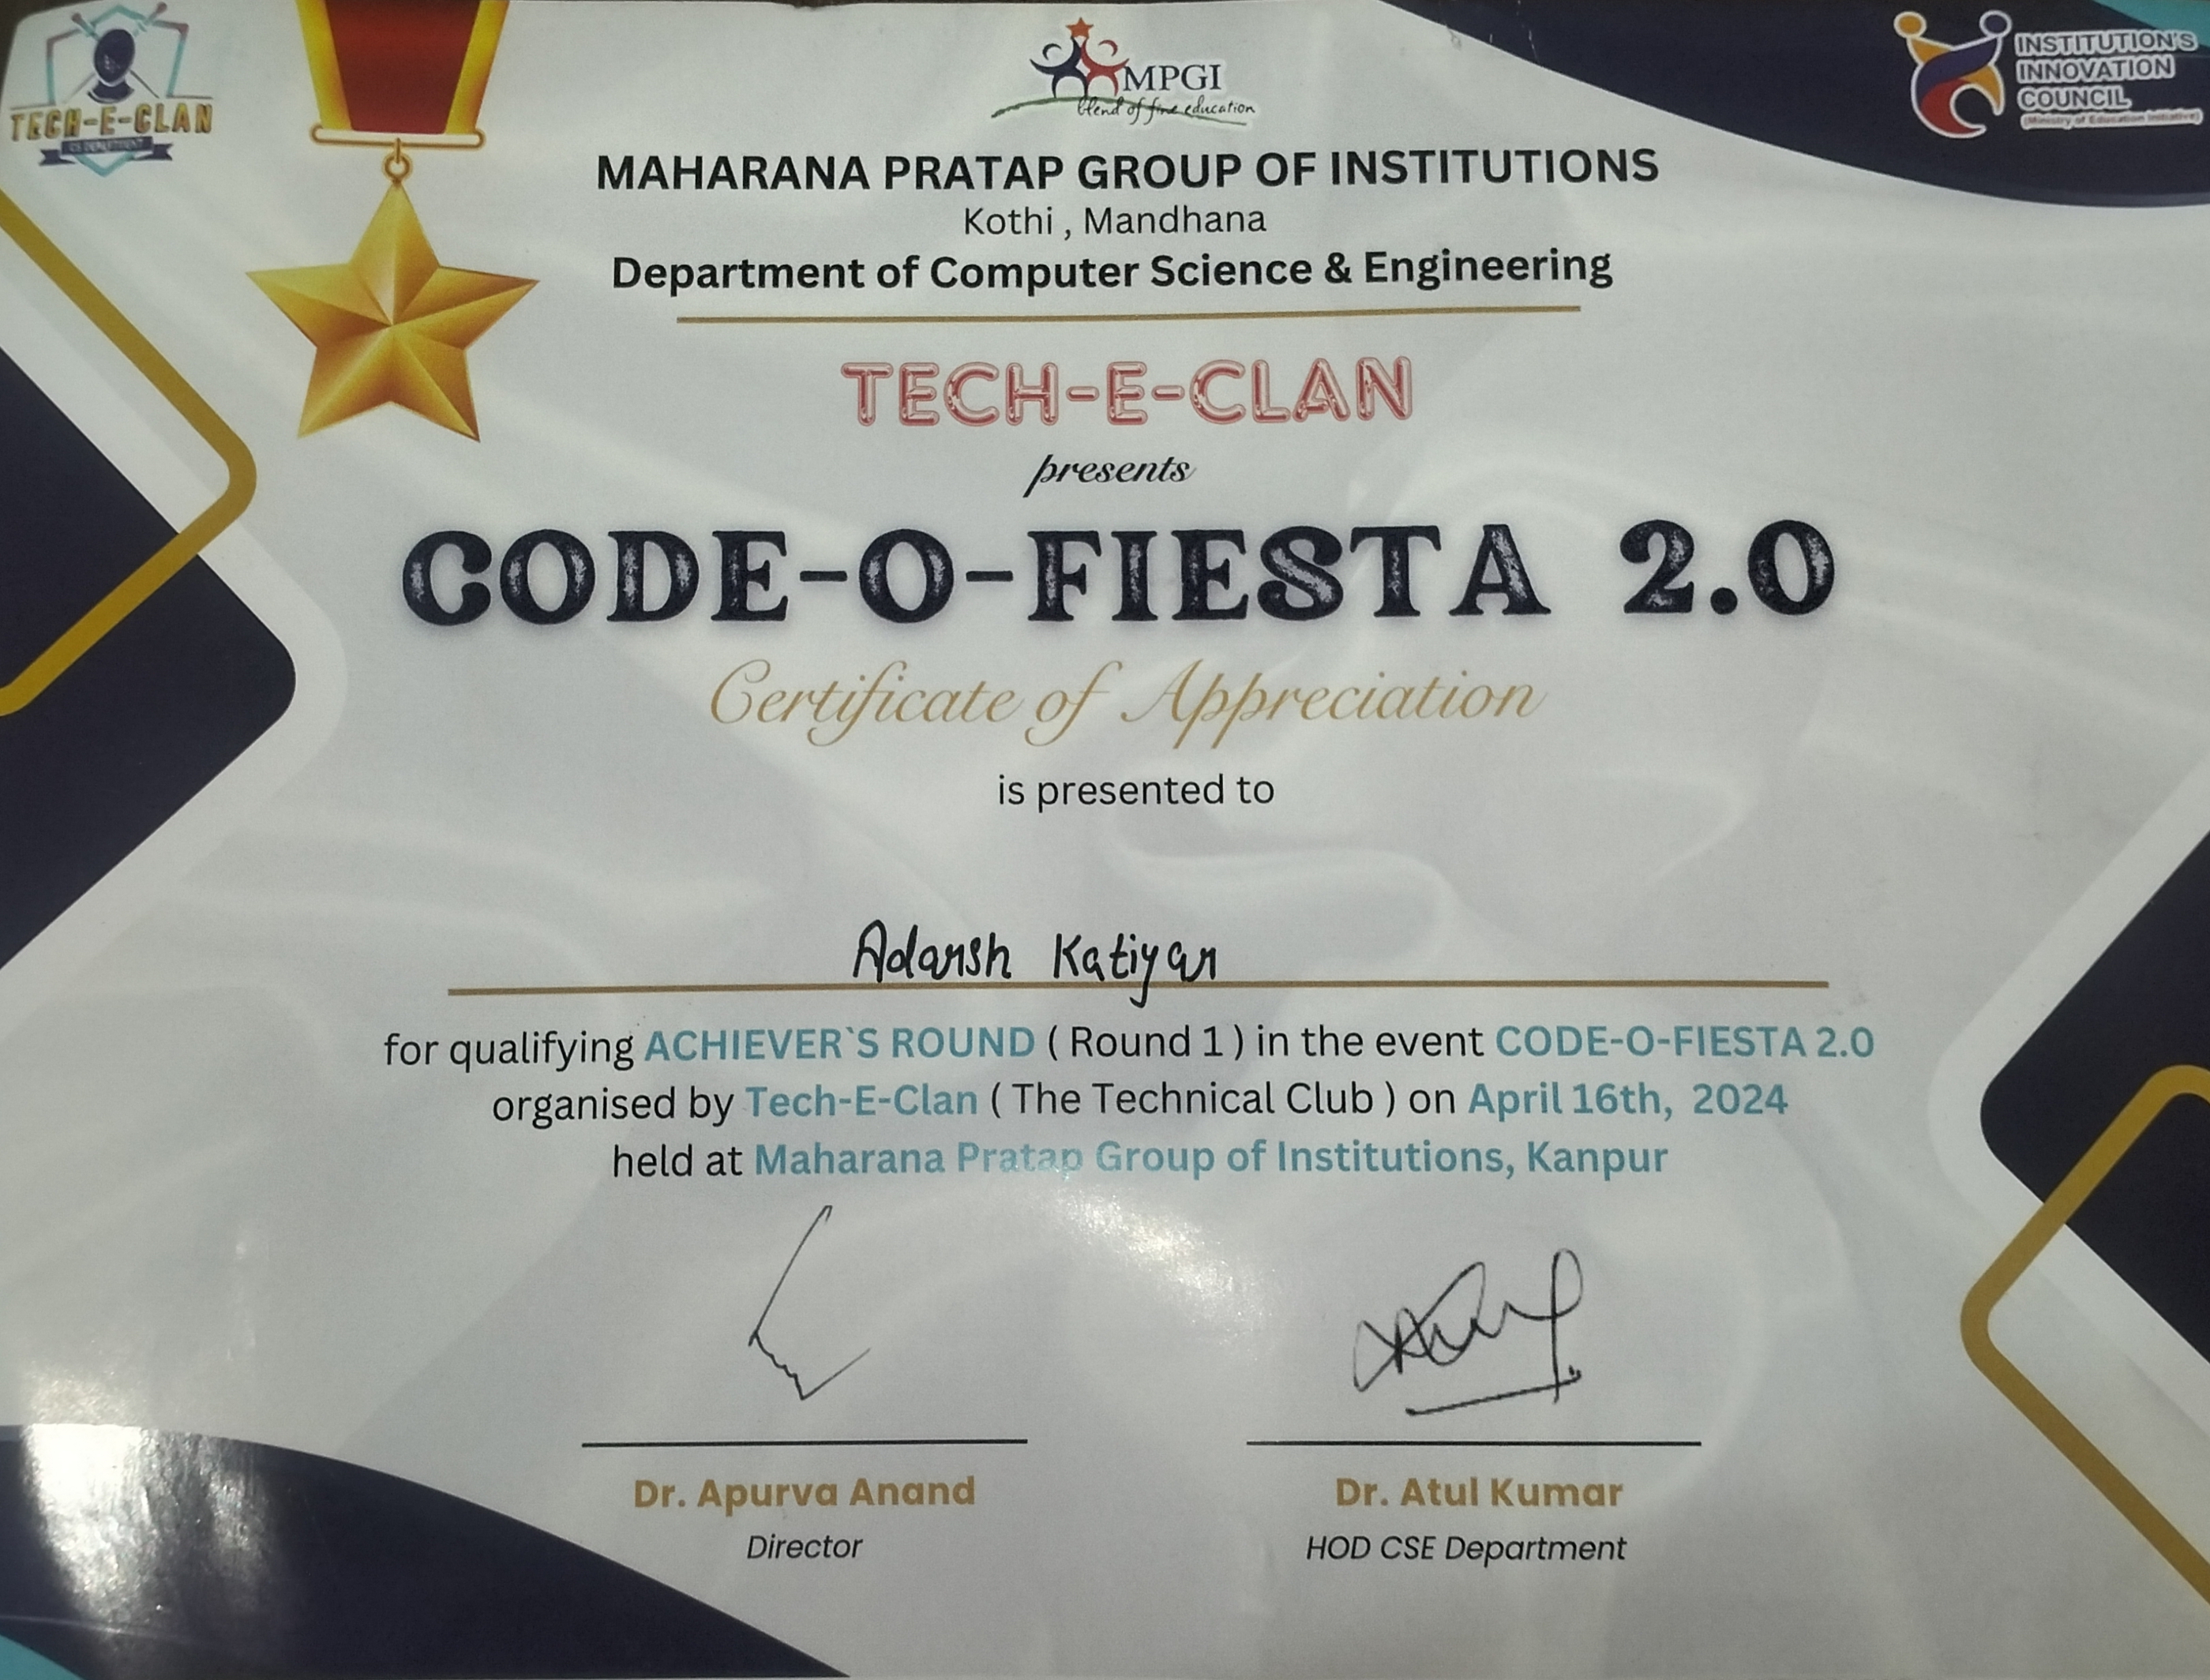 TECH-E-CLAN
CS DEPARTMENT
MPGI
blend of fine education
INSTITUTION'S
INNOVATION
COUNCIL
(Ministry of Education Initiative)
MAHARANA PRATAP GROUP OF INSTITUTIONS
Kothi , Mandhana
Department of Computer Science & Engineering
TECH-E-CLAN
presents
CODE-O-FIESTA 2.0
Certificate of Appreciation
is presented to
Adarsh Katiyar
for qualifying ACHIEVER`S ROUND ( Round 1 ) in the event CODE-O-FIESTA 2.0
organised by Tech-E-Clan ( The Technical Club ) on April 16th, 2024
held at Maharana Pratap Group of Institutions, Kanpur
Dr. Apurva Anand
Director
Dr. Atul Kumar
HOD CSE Department